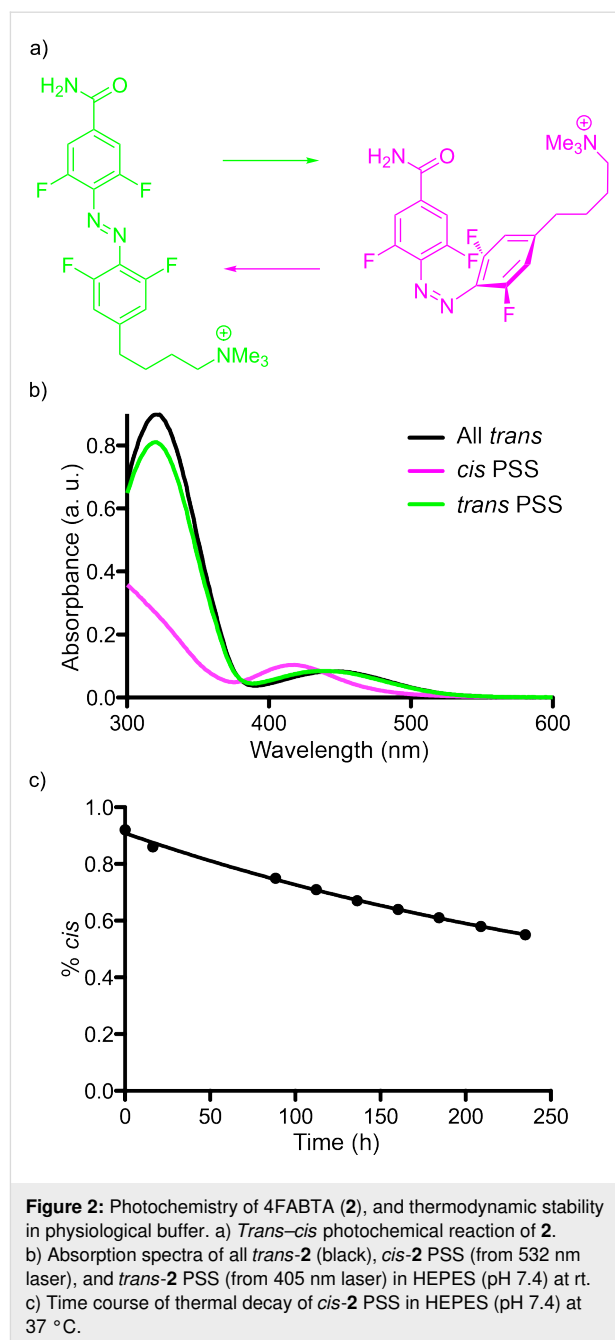 a)
H₂N O
F F
N N
F F
⊕
NMe₃
⊕
Me₃N
H₂N O
F F
F
N N
F
b)
Absorpbance (a. u.)
0.8
0.6
0.4
0.2
0.0
All trans
cis PSS
trans PSS
300 400 500 600
Wavelength (nm)
c)
% cis
1.0
0.8
0.6
0.4
0.2
0.0
0 50 100 150 200 250
Time (h)
Figure 2: Photochemistry of 4FABTA (2), and thermodynamic stability
in physiological buffer. a) Trans–cis photochemical reaction of 2.
b) Absorption spectra of all trans-2 (black), cis-2 PSS (from 532 nm
laser), and trans-2 PSS (from 405 nm laser) in HEPES (pH 7.4) at rt.
c) Time course of thermal decay of cis-2 PSS in HEPES (pH 7.4) at
37 °C.